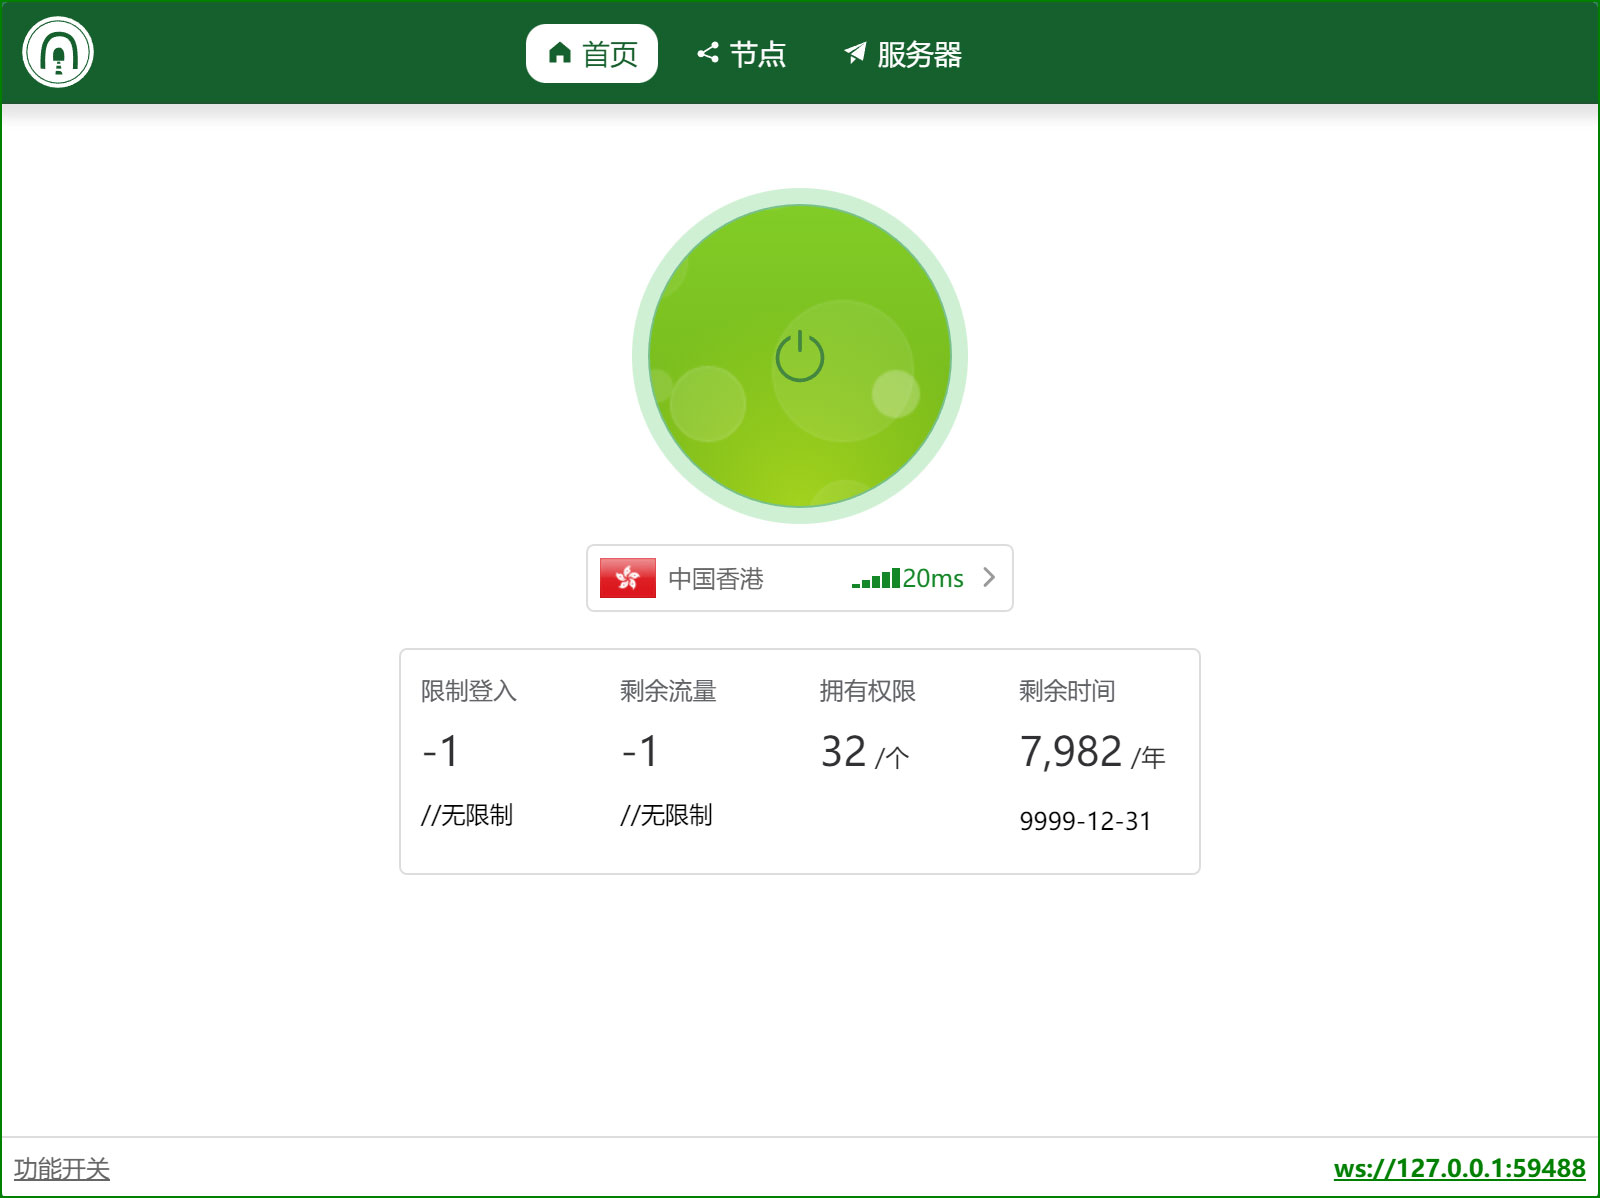 首页 节点 服务器
中国香港 20ms
限制登入 剩余流量 拥有权限 剩余时间
-1 -1 32 /个 7,982 /年
//无限制 //无限制 9999-12-31
功能开关 ws://127.0.0.1:59488